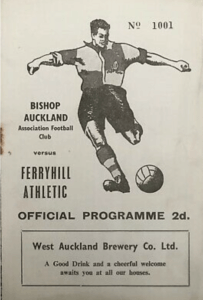 Nº 1001
BISHOP
AUCKLAND
Association Football
Club
versus
FERRYHILL
ATHLETIC
OFFICIAL PROGRAMME 2d.
West Auckland Brewery Co. Ltd.
A Good Drink and a cheerful welcome
awaits you at all our houses.